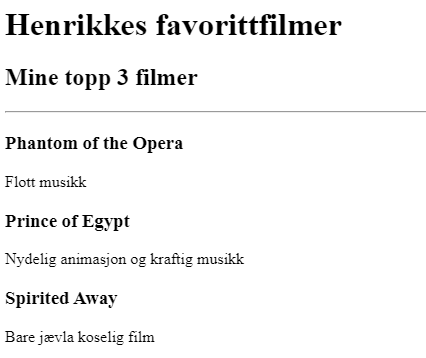 Henrikkes favorittfilmer
Mine topp 3 filmer
Phantom of the Opera
Flott musikk
Prince of Egypt
Nydelig animasjon og kraftig musikk
Spirited Away
Bare jævla koselig film